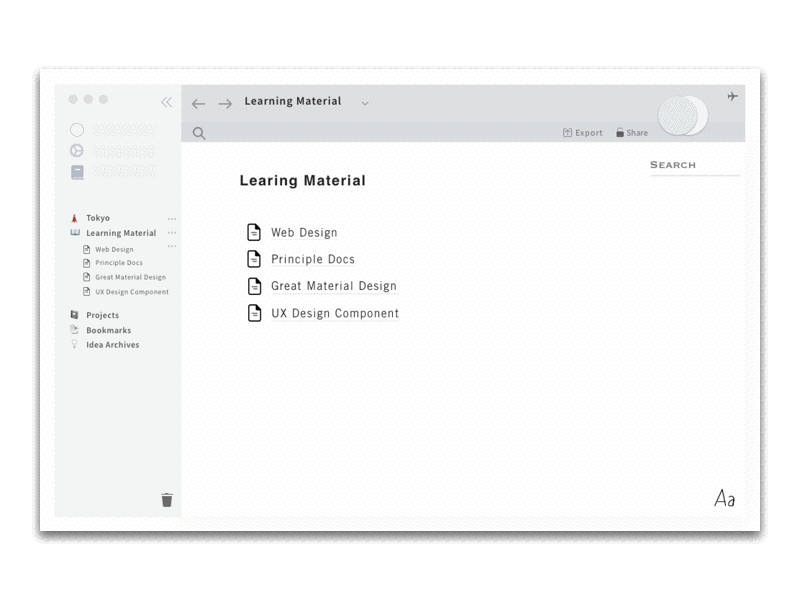 Learning Material
Export
Share
Tokyo
Learning Material
Web Design
Principle Docs
Great Material Design
UX Design Component
Projects
Bookmarks
Idea Archives
Learing Material
Web Design
Principle Docs
Great Material Design
UX Design Component
SEARCH
Aa